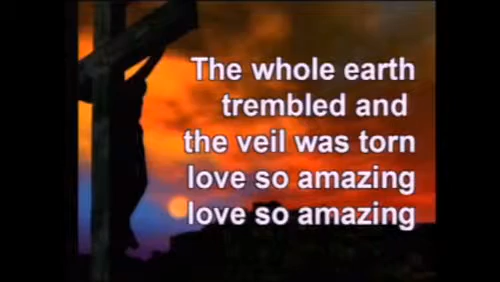 The whole earth
trembled and
the veil was torn
love so amazing
love so amazing